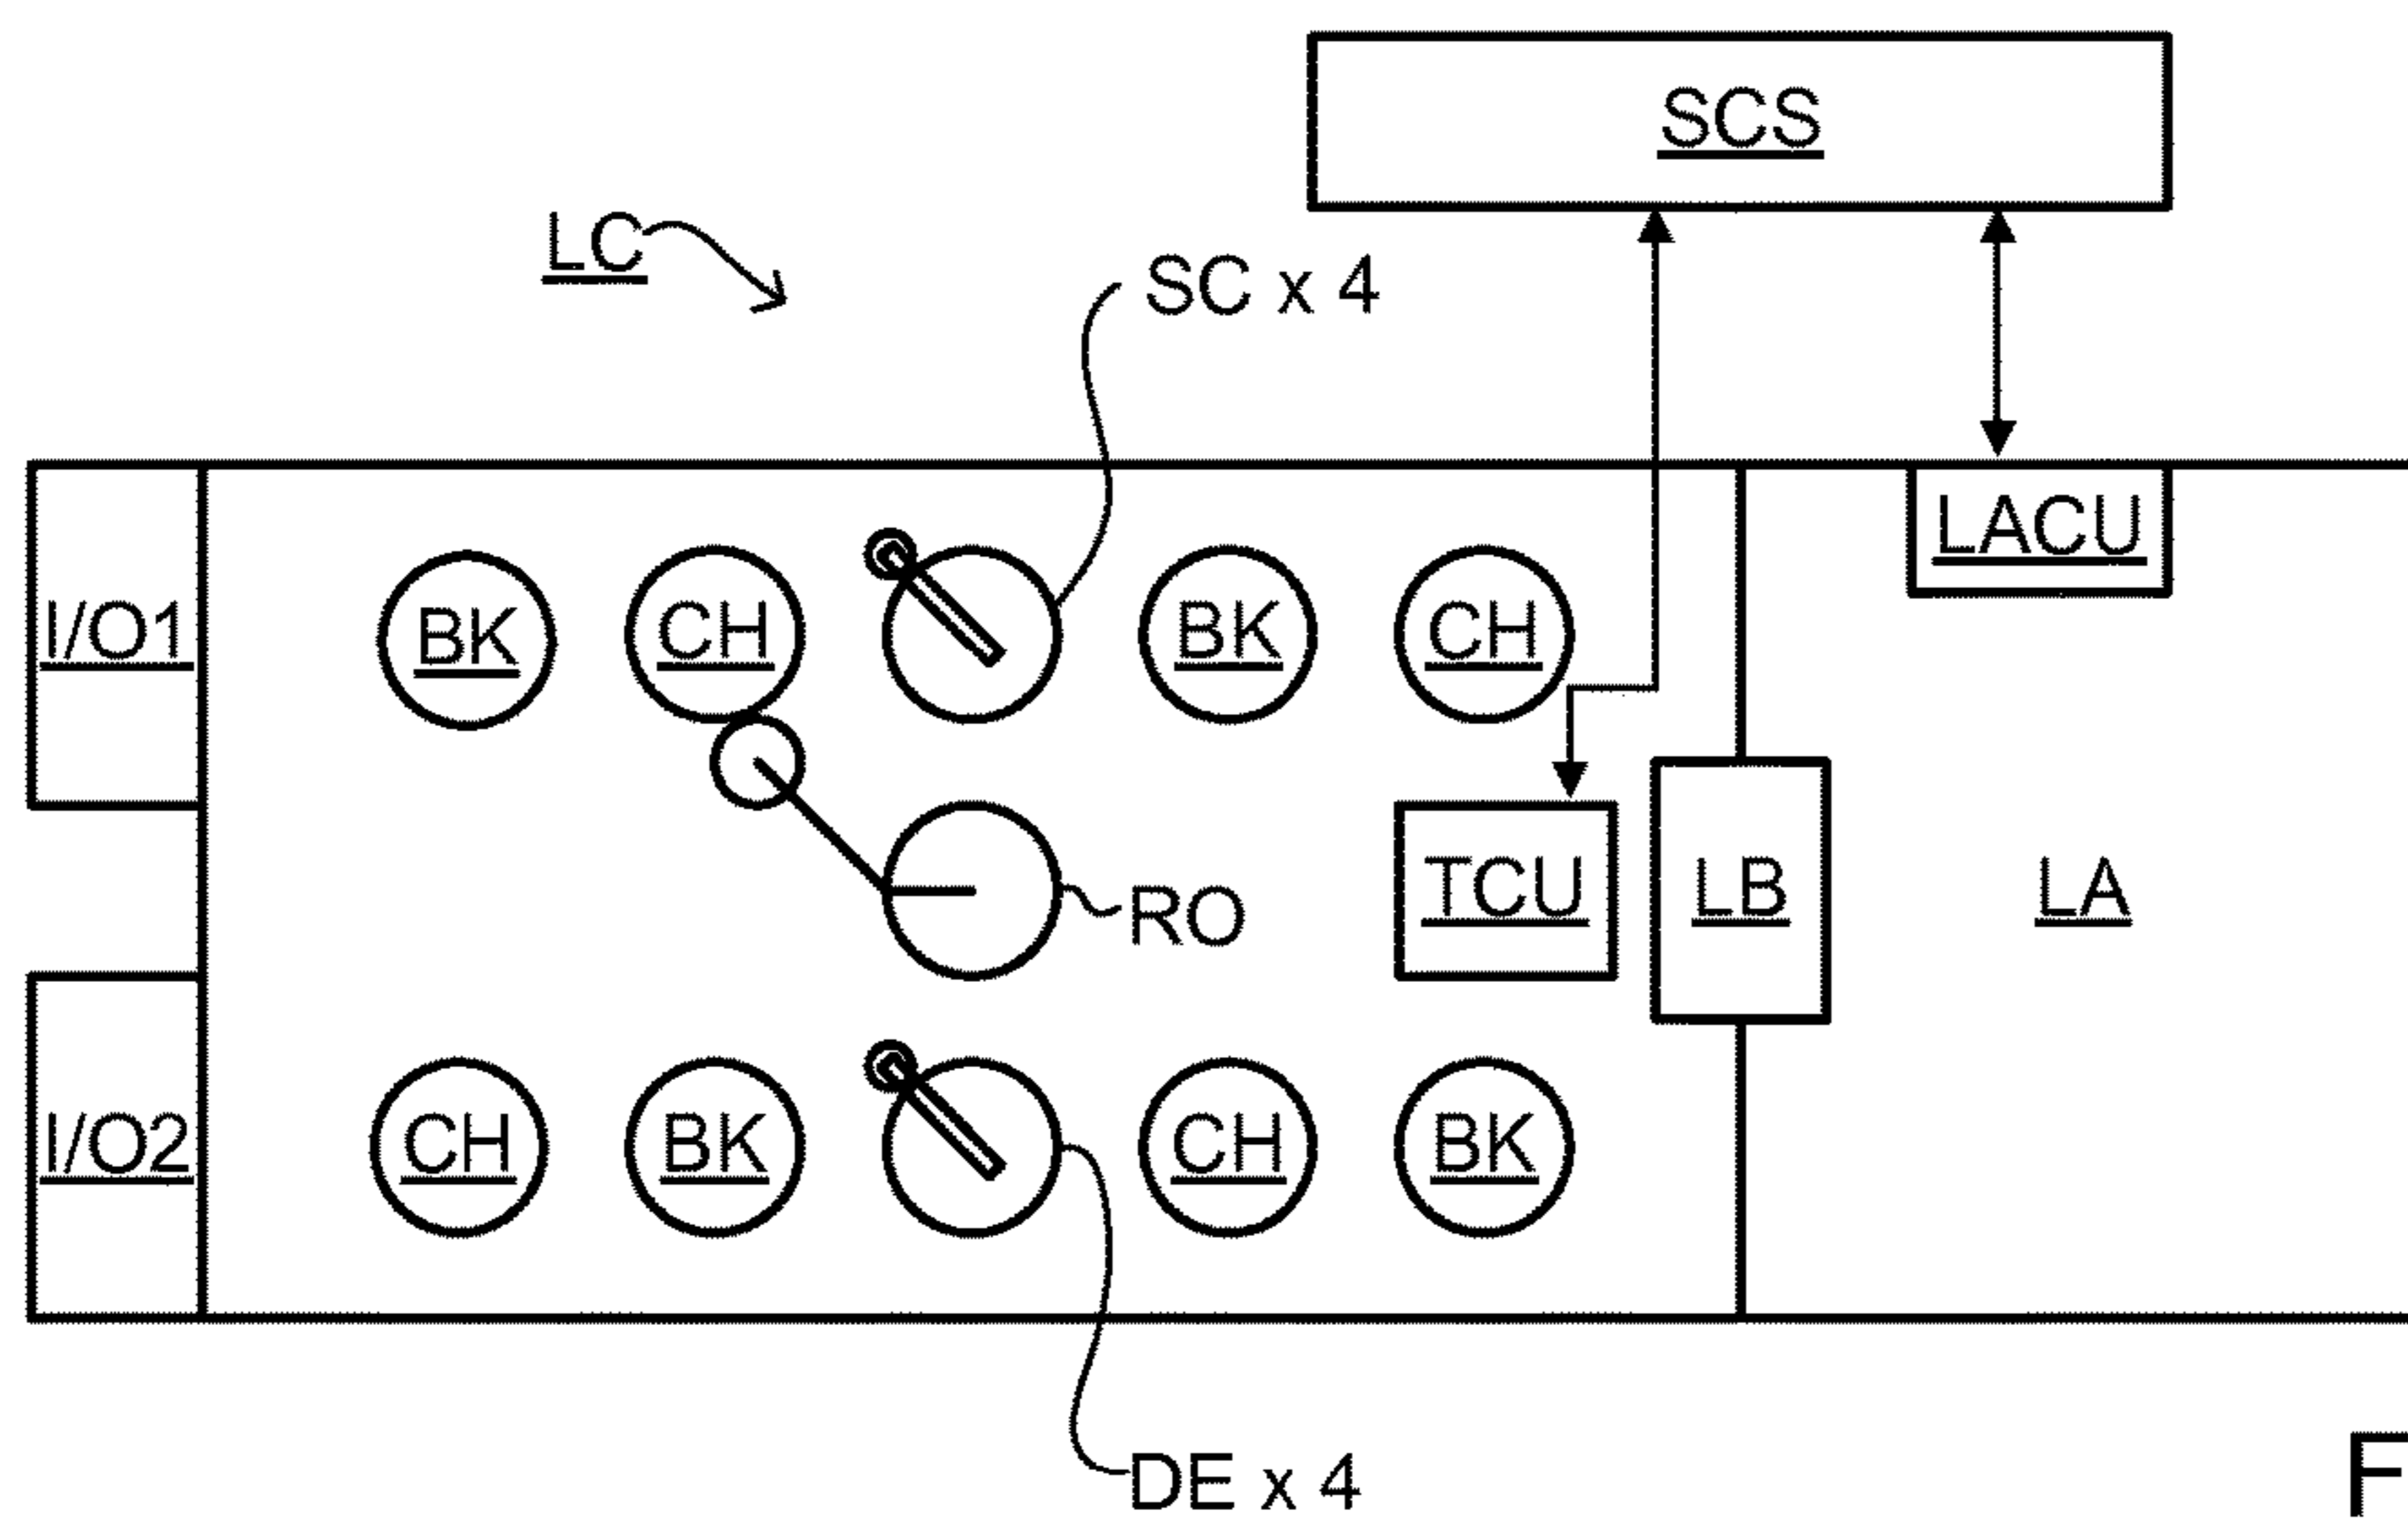 SCS
LC
SC x 4
LACU
I/O1
BK
CH
BK
CH
TCU
LB
LA
RO
I/O2
CH
BK
CH
BK
DE x 4
F